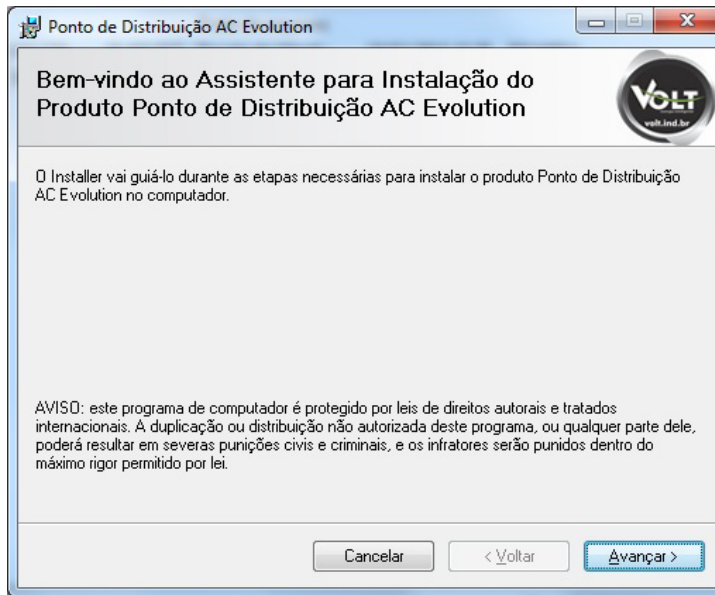 Ponto de Distribuição AC Evolution
Bem-vindo ao Assistente para Instalação do
Produto Ponto de Distribuição AC Evolution
VOLT
volt.ind.br
O Installer vai guiá-lo durante as etapas necessárias para instalar o produto Ponto de Distribuição
AC Evolution no computador.
AVISO: este programa de computador é protegido por leis de direitos autorais e tratados
internacionais. A duplicação ou distribuição não autorizada deste programa, ou qualquer parte dele,
poderá resultar em severas punições civis e criminais, e os infratores serão punidos dentro do
máximo rigor permitido por lei.
Cancelar < Voltar Avançar >